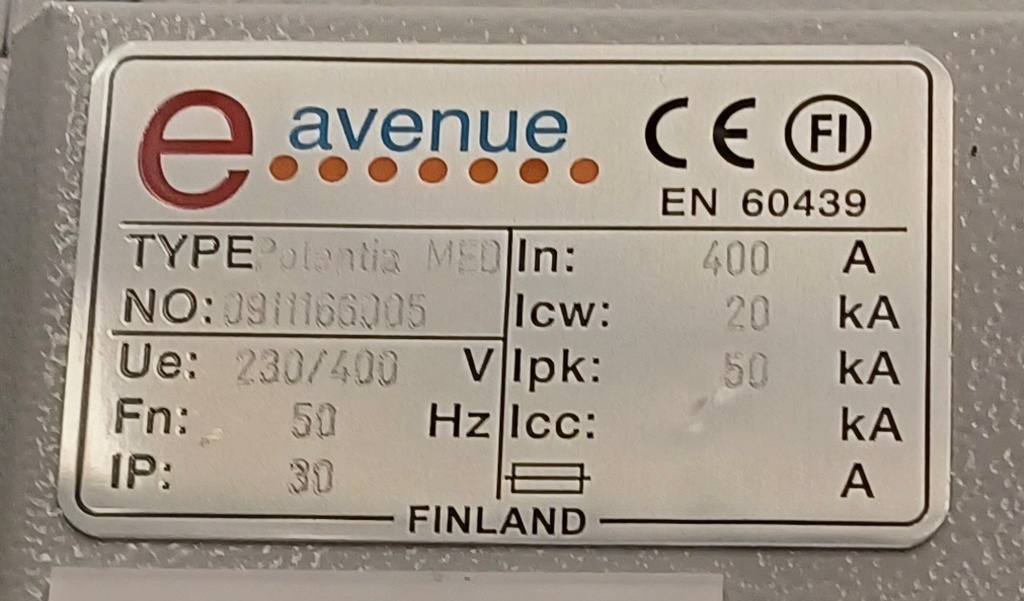 e avenue CE FI
EN 60439
TYPE Potentia MED
NO:
Ue: 230/400 V
Fn: 50 Hz
IP: 30
In: 400 A
Icw: 20 kA
Ipk: 50 kA
Icc: kA
A
FINLAND